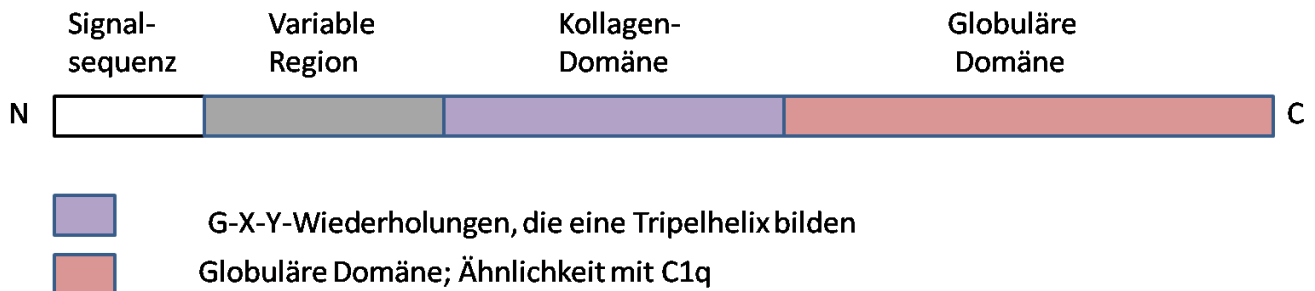 Signal-
sequenz
Variable
Region
Kollagen-
Domäne
Globuläre
Domäne
N
C
G-X-Y-Wiederholungen, die eine Tripelhelix bilden
Globuläre Domäne; Ähnlichkeit mit C1q